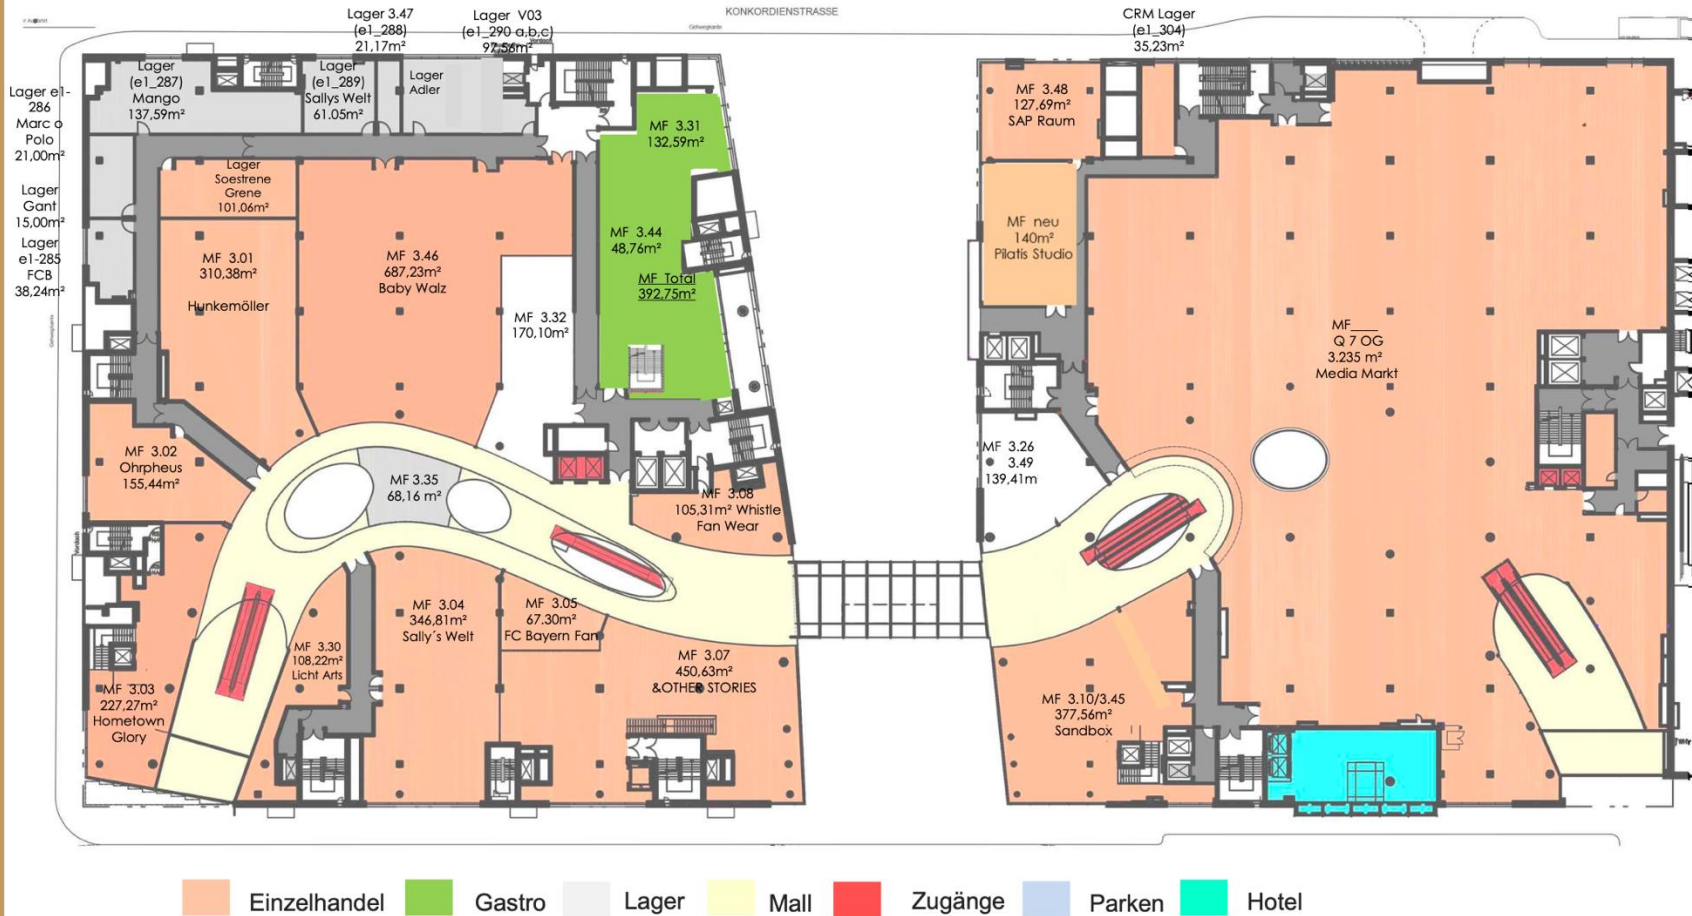 KONKORDIENSTRASSE
Gehwegkante
Lager 3.47
(e1_288)
21,17m²
Lager V03
(e1_290 a,b,c)
97,56m²
CRM Lager
(e1_304)
35,23m²
Lager
(e1_287)
Mango
137,59m²
Lager
(e1_289)
Sallys Welt
61.05m²
Lager
Adler
Lager e1-
286
Marc o
Polo
21,00m²
Lager
Gant
15,00m²
Lager
e1-285
FCB
38,24m²
Lager
Soestrene
Grene
101,06m²
MF 3.01
310,38m²
Hunkemöller
MF 3.46
687,23m²
Baby Walz
MF 3.32
170,10m²
MF 3.31
132,59m²
MF 3.44
48,76m²
MF Total
392,75m²
MF 3.48
127,69m²
SAP Raum
MF neu
140m²
Pilatis Studio
MF___
Q 7 OG
3.235 m²
Media Markt
MF 3.02
Ohrpheus
155,44m²
MF 3.35
68,16 m²
MF 3.08
105,31m² Whistle
Fan Wear
MF 3.26
3.49
139,41m
MF 3.04
346,81m²
Sally´s Welt
MF 3.05
67.30m²
FC Bayern Fan
MF 3.30
108,22m²
Licht Arts
MF 3.03
227,27m²
Hometown
Glory
MF 3.07
450,63m²
&OTHER STORIES
MF 3.10/3.45
377,56m²
Sandbox
Gehwegkante
Vordach
Einzelhandel
Gastro
Lager
Mall
Zugänge
Parken
Hotel